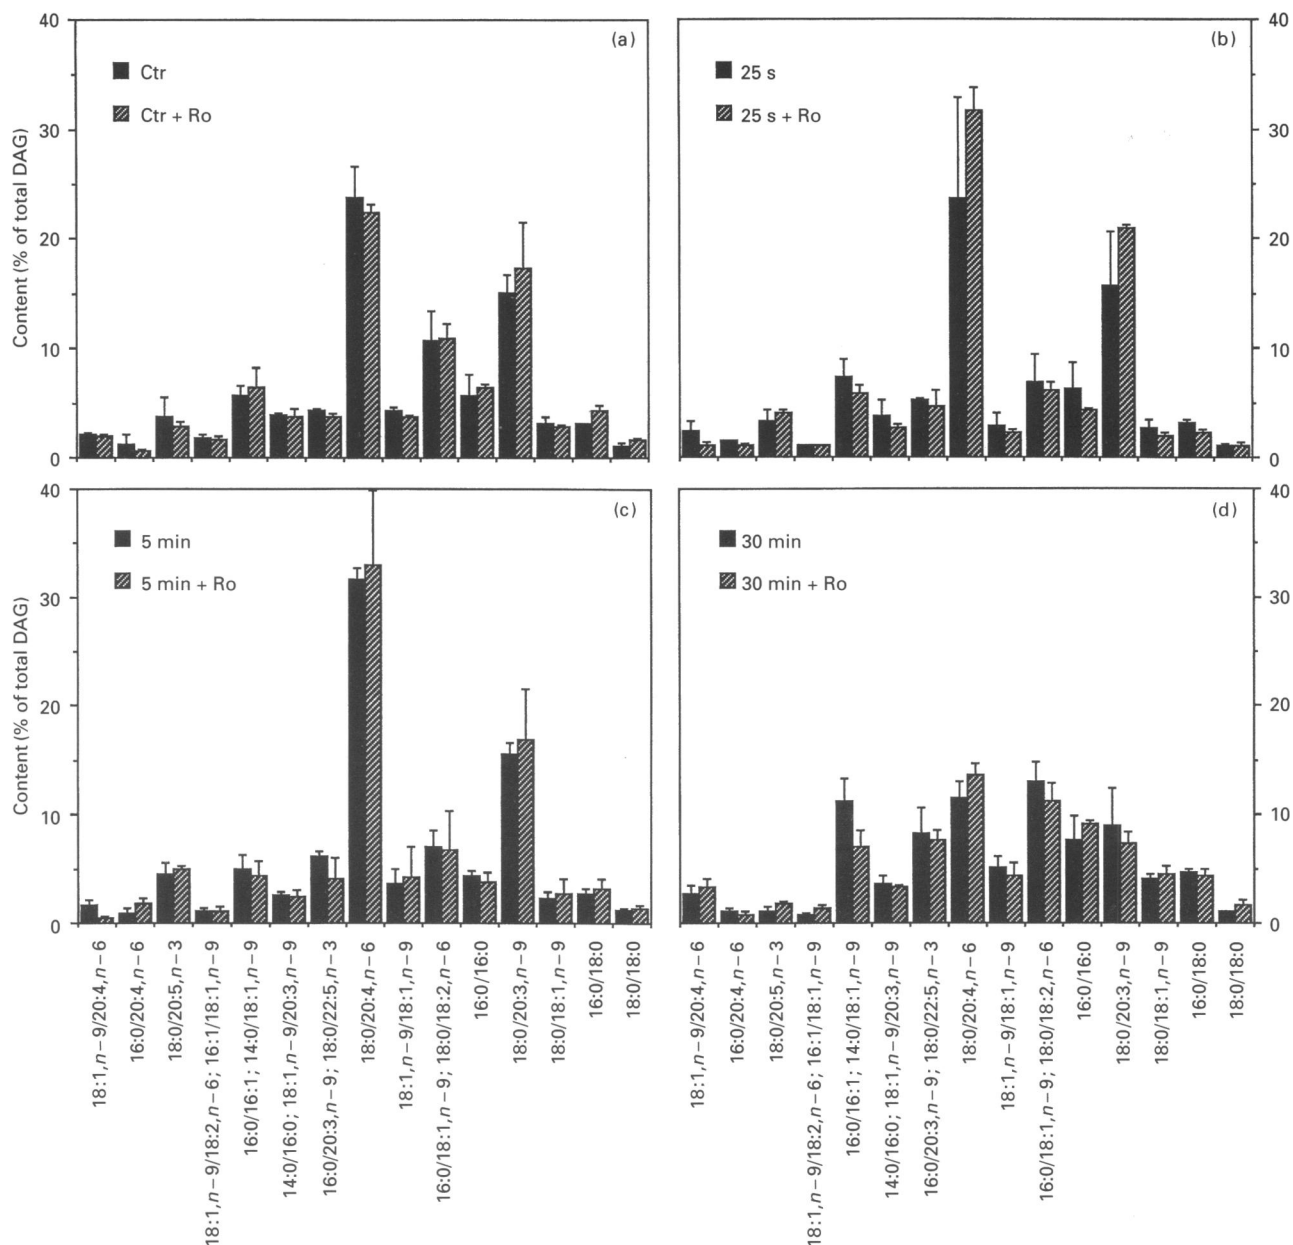 40
30
20
10
0
Content (% of total DAG)
(a)
Ctr
Ctr + Ro
(b)
25 s
25 s + Ro
40
30
20
10
0
40
30
20
10
0
Content (% of total DAG)
(c)
5 min
5 min + Ro
(d)
30 min
30 min + Ro
40
30
20
10
0
18:1,n−9/20:4,n−6
16:0/20:4,n−6
18:0/20:5,n−3
18:1,n−9/18:2,n−6; 16:1/18:1,n−9
16:0/16:1; 14:0/18:1,n−9
14:0/16:0; 18:1,n−9/20:3,n−9
16:0/20:3,n−9; 18:0/22:5,n−3
18:0/20:4,n−6
18:1,n−9/18:1,n−9
16:0/18:1,n−9; 18:0/18:2,n−6
16:0/16:0
18:0/20:3,n−9
18:0/18:1,n−9
16:0/18:0
18:0/18:0
18:1,n−9/20:4,n−6
16:0/20:4,n−6
18:0/20:5,n−3
18:1,n−9/18:2,n−6; 16:1/18:1,n−9
16:0/16:1; 14:0/18:1,n−9
14:0/16:0; 18:1,n−9/20:3,n−9
16:0/20:3,n−9; 18:0/22:5,n−3
18:0/20:4,n−6
18:1,n−9/18:1,n−9
16:0/18:1,n−9; 18:0/18:2,n−6
16:0/16:0
18:0/20:3,n−9
18:0/18:1,n−9
16:0/18:0
18:0/18:0